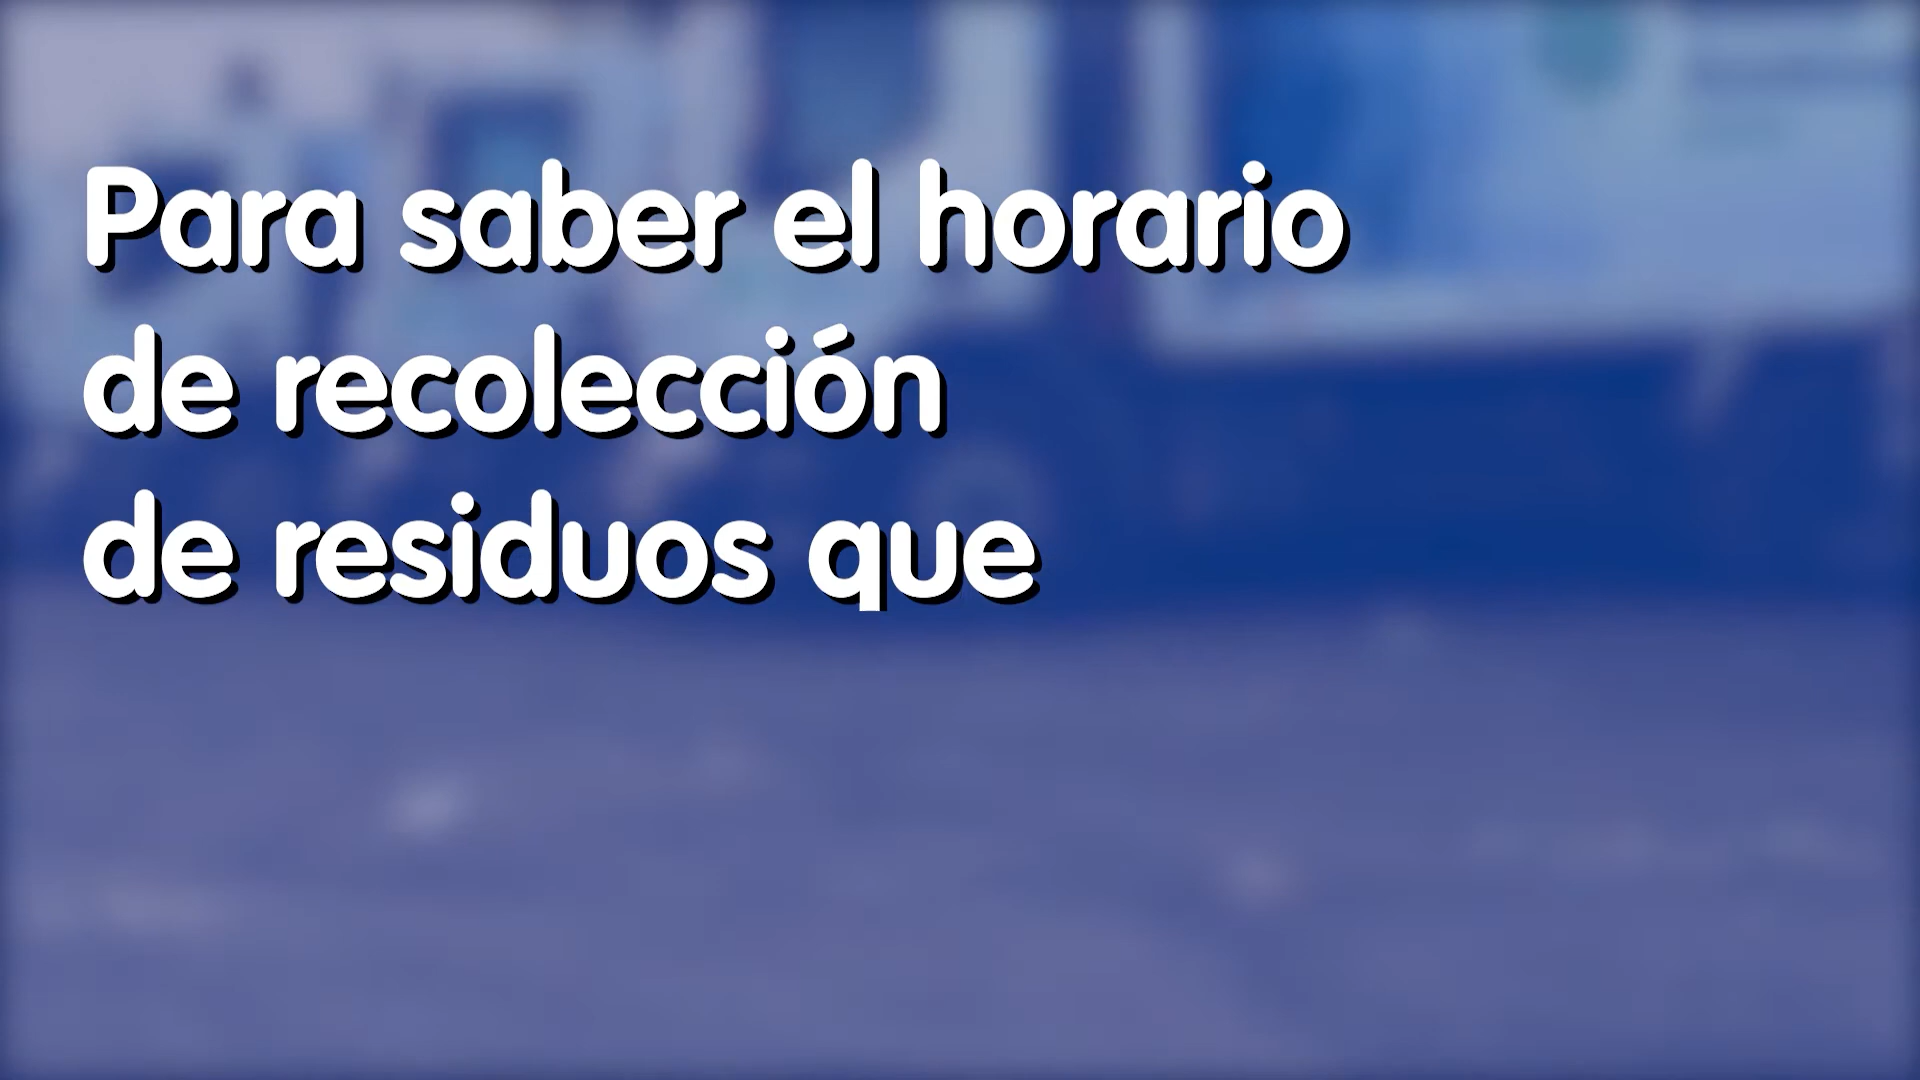 Para saber el horario
de recolección
de residuos que